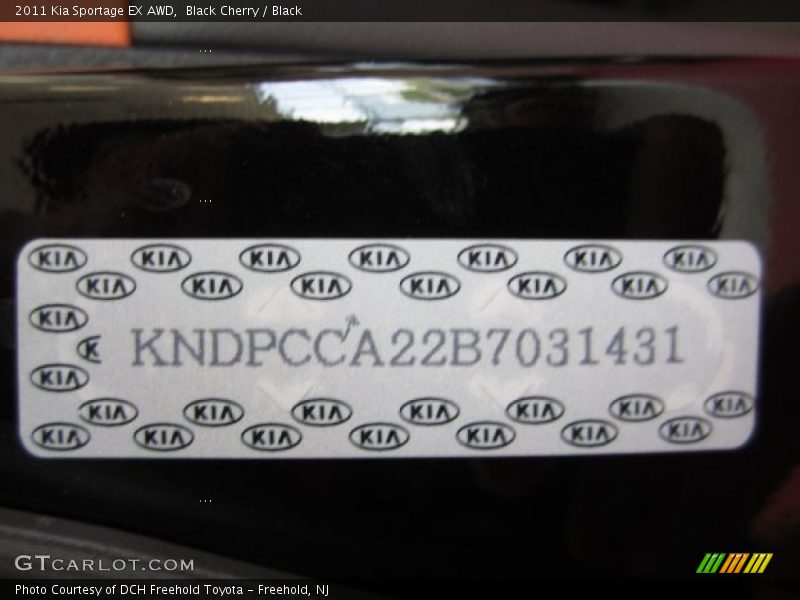 2011 Kia Sportage EX AWD,  Black Cherry / Black
KIA KIA KIA KIA KIA KIA KIA
KIA KIA KIA KIA KIA KIA KIA
KIA
K KNDPCCA22B7031431
KIA
KIA KIA KIA KIA KIA KIA KIA
KIA KIA KIA KIA KIA KIA KIA
GTCARLOT.COM
Photo Courtesy of DCH Freehold Toyota - Freehold, NJ